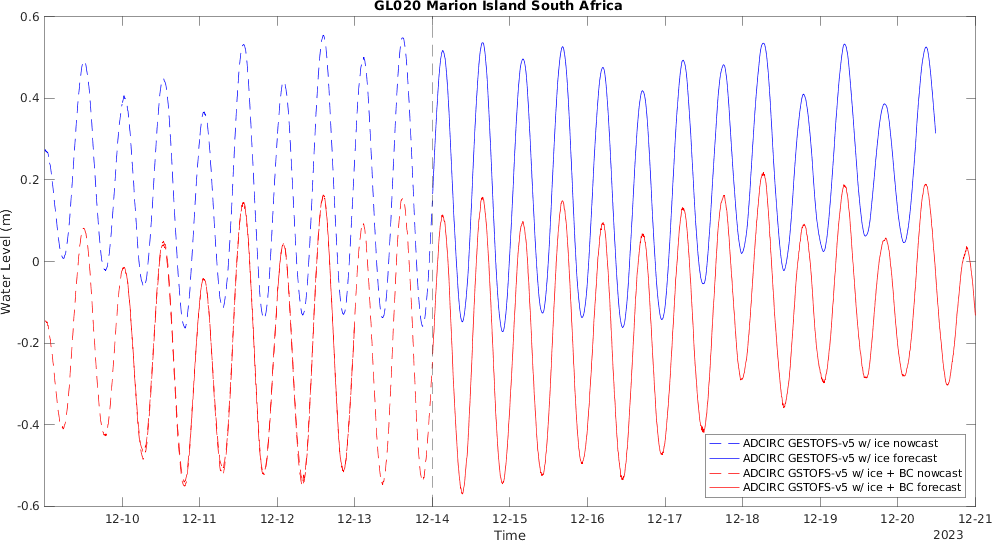 GL020 Marion Island South Africa
0.6
0.4
0.2
0
-0.2
-0.4
-0.6
Water Level (m)
ADCIRC GESTOFS-v5 w/ ice nowcast
ADCIRC GESTOFS-v5 w/ ice forecast
ADCIRC GSTOFS-v5 w/ ice + BC nowcast
ADCIRC GSTOFS-v5 w/ ice + BC forecast
12-10 12-11 12-12 12-13 12-14 12-15 12-16 12-17 12-18 12-19 12-20 12-21
Time
2023